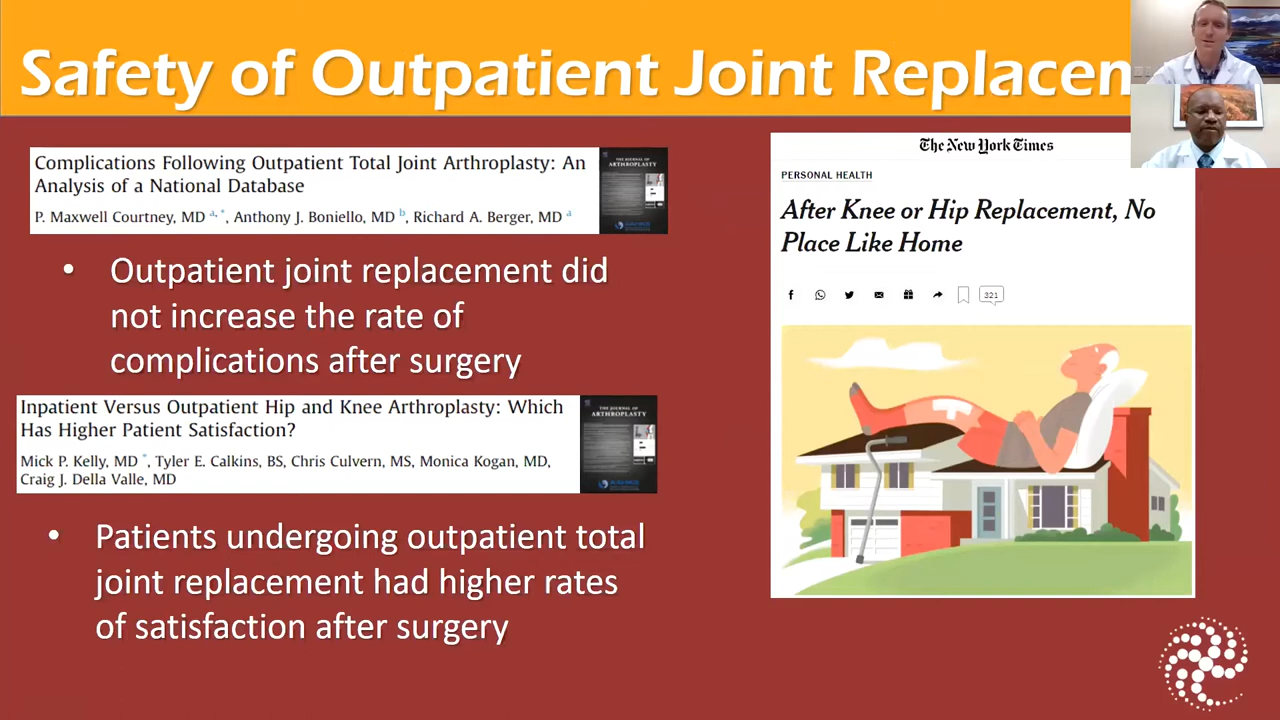 Safety of Outpatient Joint Replacem
Complications Following Outpatient Total Joint Arthroplasty: An
Analysis of a National Database
P. Maxwell Courtney, MD a, *, Anthony J. Boniello, MD b, Richard A. Berger, MD a
THE JOURNAL OF
ARTHROPLASTY
• Outpatient joint replacement did
not increase the rate of
complications after surgery
Inpatient Versus Outpatient Hip and Knee Arthroplasty: Which
Has Higher Patient Satisfaction?
Mick P. Kelly, MD *, Tyler E. Calkins, BS, Chris Culvern, MS, Monica Kogan, MD,
Craig J. Della Valle, MD
THE JOURNAL OF
ARTHROPLASTY
• Patients undergoing outpatient total
joint replacement had higher rates
of satisfaction after surgery
The New York Times
PERSONAL HEALTH
After Knee or Hip Replacement, No
Place Like Home
321